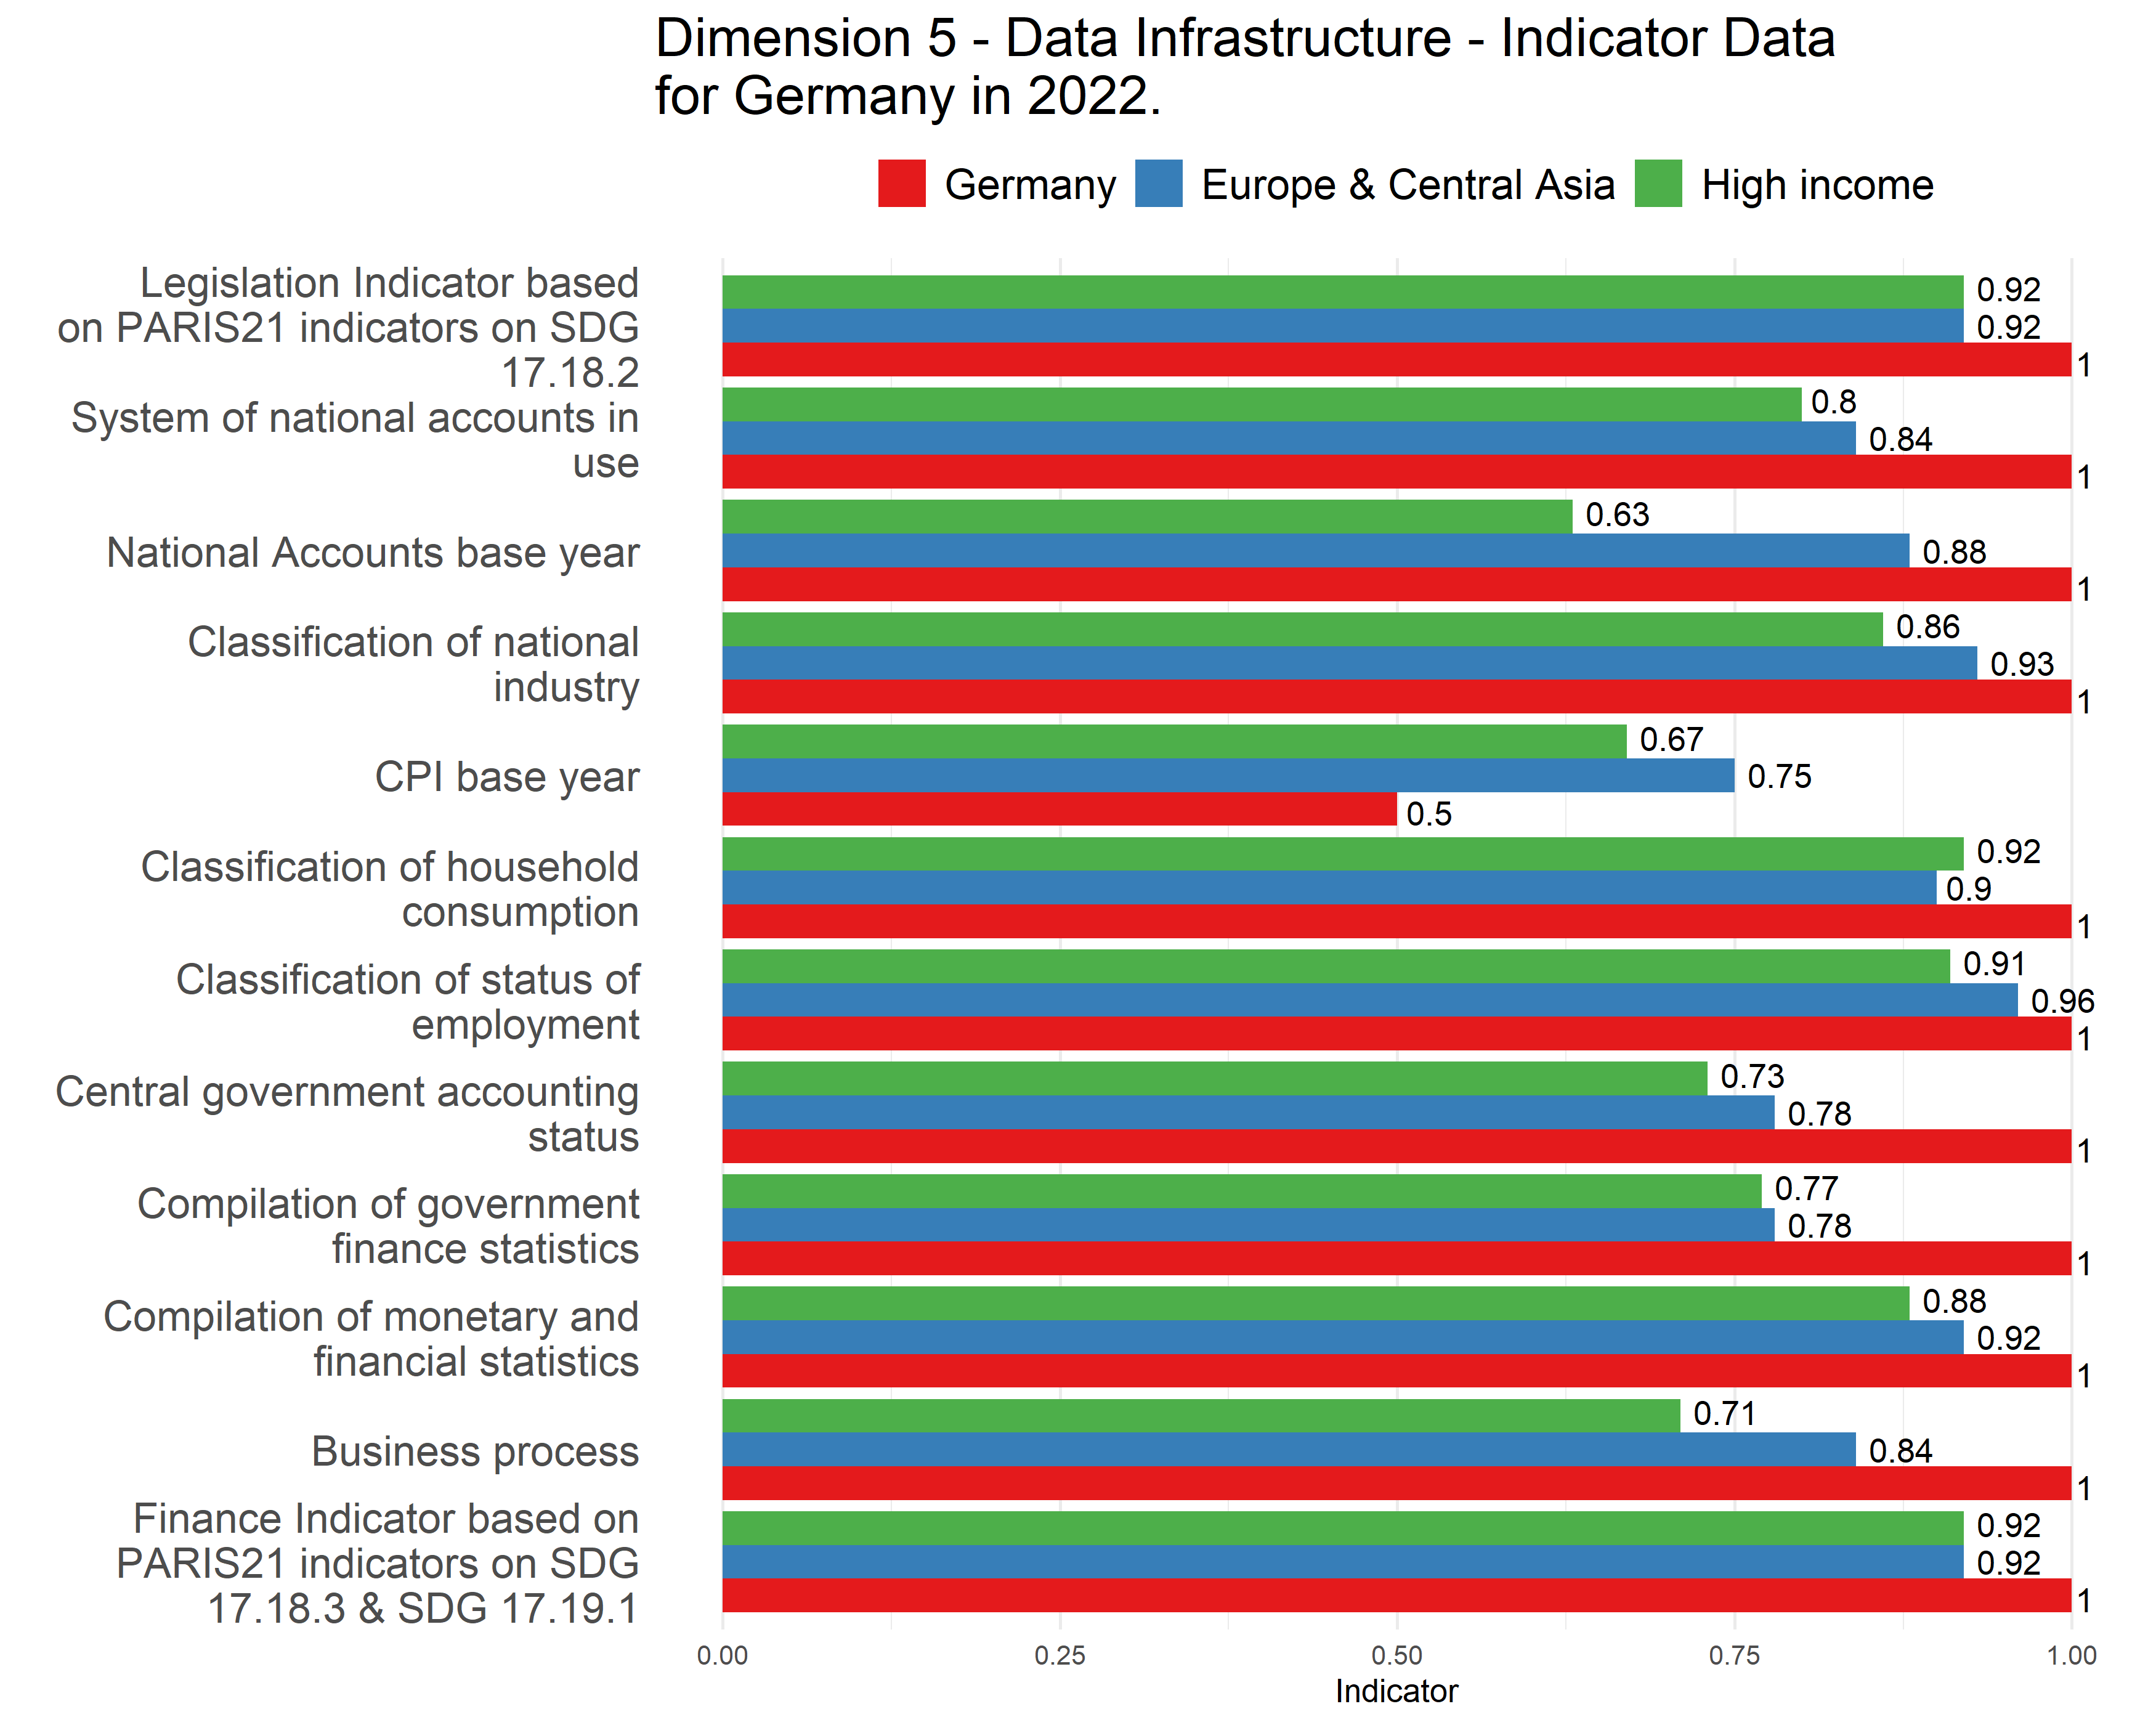 Dimension 5 - Data Infrastructure - Indicator Data
for Germany in 2022.
Germany
Europe & Central Asia
High income
Legislation Indicator based
on PARIS21 indicators on SDG
17.18.2
0.92
0.92
1
System of national accounts in
use
0.8
0.84
1
National Accounts base year
0.63
0.88
1
Classification of national
industry
0.86
0.93
1
CPI base year
0.67
0.75
0.5
Classification of household
consumption
0.92
0.9
1
Classification of status of
employment
0.91
0.96
1
Central government accounting
status
0.73
0.78
1
Compilation of government
finance statistics
0.77
0.78
1
Compilation of monetary and
financial statistics
0.88
0.92
1
Business process
0.71
0.84
1
Finance Indicator based on
PARIS21 indicators on SDG
17.18.3 & SDG 17.19.1
0.92
0.92
1
0.00 0.25 0.50 0.75 1.00
Indicator